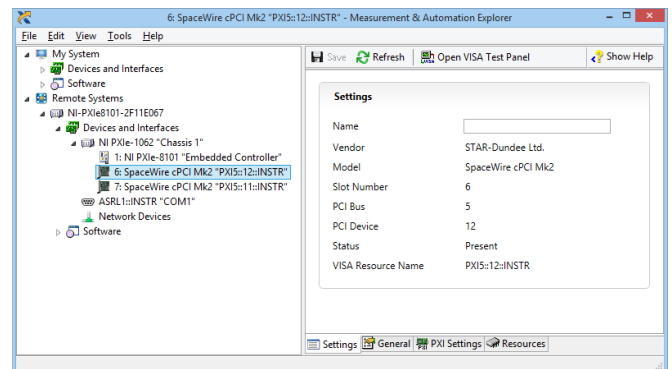 6: SpaceWire cPCI Mk2 "PXI5::12::INSTR" - Measurement & Automation Explorer
File Edit View Tools Help
My System
Devices and Interfaces
Software
Remote Systems
NI-PXIe8101-2F11E067
Devices and Interfaces
NI PXIe-1062 "Chassis 1"
1: NI PXIe-8101 "Embedded Controller"
6: SpaceWire cPCI Mk2 "PXI5::12::INSTR"
7: SpaceWire cPCI Mk2 "PXI5::11::INSTR"
ASRL1::INSTR "COM1"
Network Devices
Software
Save Refresh Open VISA Test Panel Show Help
Settings
Name
Vendor STAR-Dundee Ltd.
Model SpaceWire cPCI Mk2
Slot Number 6
PCI Bus 5
PCI Device 12
Status Present
VISA Resource Name PXI5::12::INSTR
Settings General PXI Settings Resources